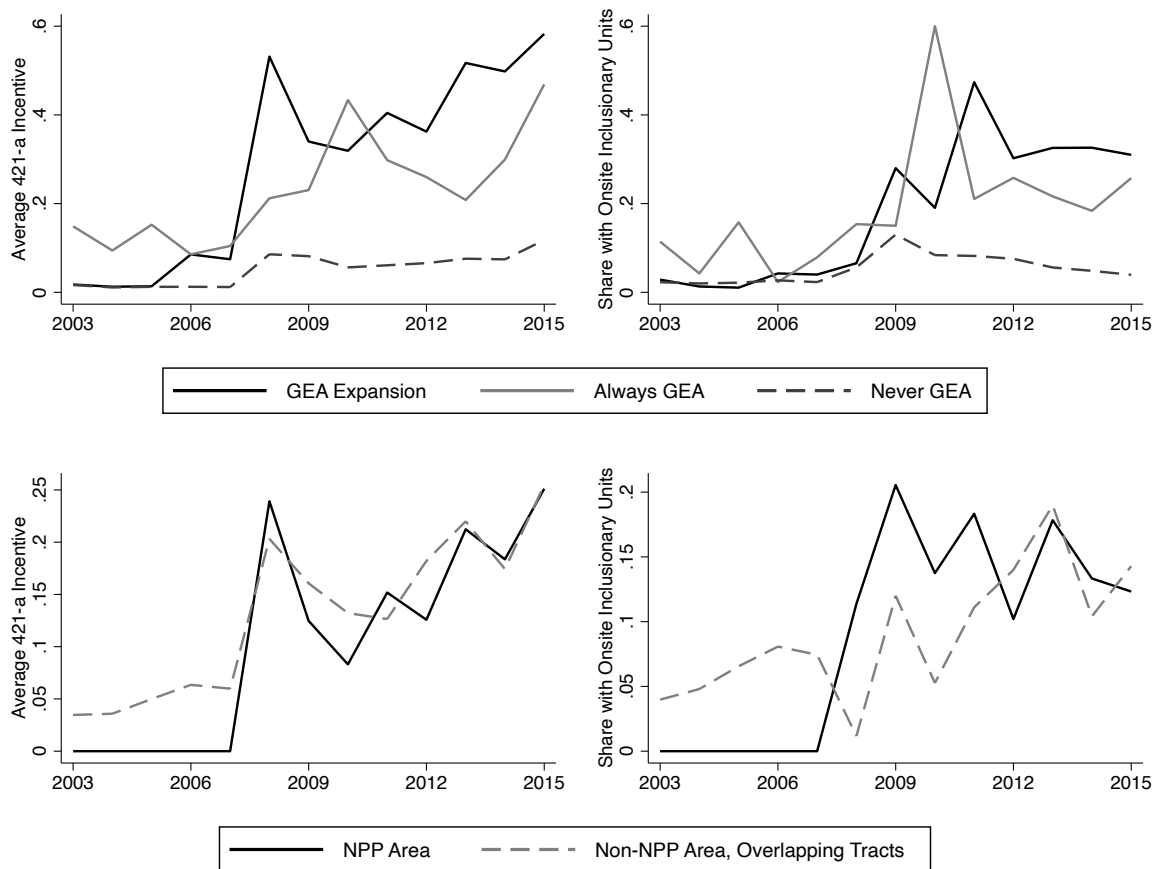 Average 421-a Incentive
.6
.4
.2
0
2003 2006 2009 2012 2015
Share with Onsite Inclusionary Units
.6
.4
.2
0
2003 2006 2009 2012 2015
GEA Expansion Always GEA Never GEA
Average 421-a Incentive
.25
.2
.15
.1
.05
0
2003 2006 2009 2012 2015
Share with Onsite Inclusionary Units
.2
.15
.1
.05
0
2003 2006 2009 2012 2015
NPP Area Non-NPP Area, Overlapping Tracts